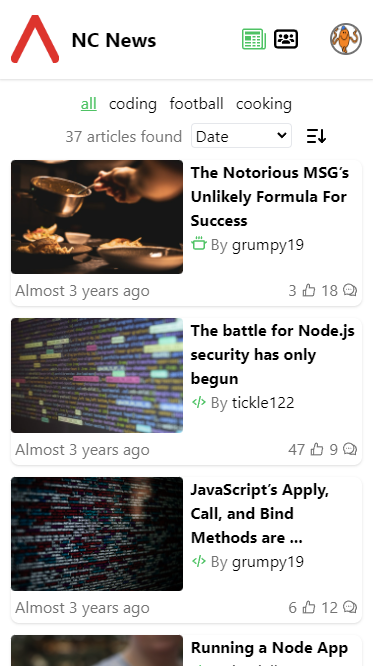 NC News
all coding football cooking
37 articles found Date
The Notorious MSG’s
Unlikely Formula For
Success
By grumpy19
Almost 3 years ago 3 18
The battle for Node.js
security has only
begun
By tickle122
Almost 3 years ago 47 9
JavaScript’s Apply,
Call, and Bind
Methods are ...
By grumpy19
Almost 3 years ago 6 12
Running a Node App